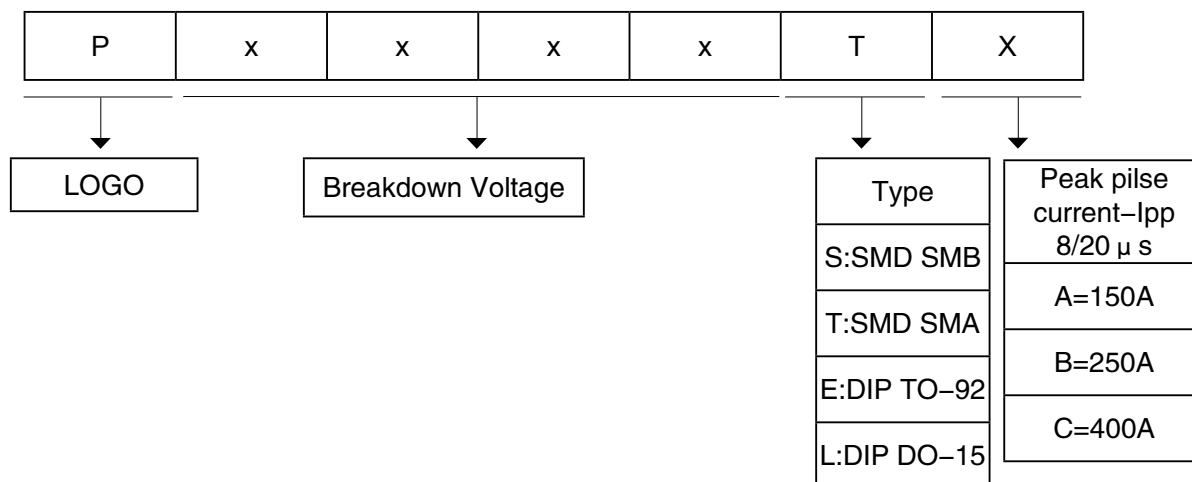 P x x x x T X
LOGO
Breakdown Voltage
Type
S:SMD SMB
T:SMD SMA
E:DIP TO–92
L:DIP DO–15
Peak pilse
current–Ipp
8/20 μ s
A=150A
B=250A
C=400A